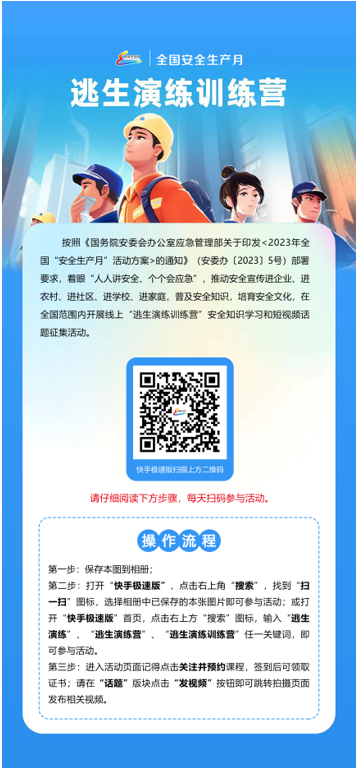 全国安全生产月
逃生演练训练营
按照《国务院安委会办公室应急管理部关于印发<2023年全
国“安全生产月”活动方案>的通知》（安委办〔2023〕5号）部署
要求，着眼“人人讲安全、个个会应急”，推动安全宣传进企业、进
农村、进社区、进学校、进家庭，普及安全知识，培育安全文化，在
全国范围内开展线上“逃生演练训练营”安全知识学习和短视频话
题征集活动。
快手极速版扫描上方二维码
请仔细阅读下方步骤，每天扫码参与活动。
操作流程
第一步：保存本图到相册；
第二步：打开“快手极速版”，点击右上角“搜索”，找到“扫
一扫”图标，选择相册中已保存的本张图片即可参与活动；或打
开“快手极速版”首页，点击右上方“搜索”图标，输入“逃生
演练”、“逃生演练营”、“逃生演练训练营”任一关键词，即
可参与活动。
第三步：进入活动页面记得点击关注并预约课程，签到后可领取
证书；请在“话题”版块点击“发视频”按钮即可跳转拍摄页面
发布相关视频。